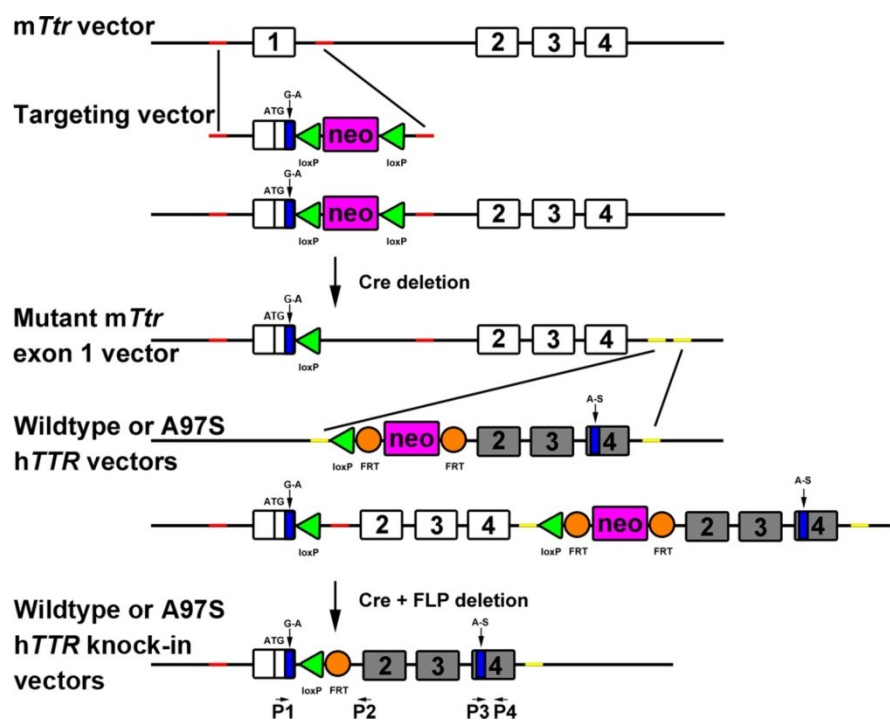 mTtr vector
1 2 3 4
Targeting vector
G-A
ATG
neo
loxP loxP
G-A
ATG
neo 2 3 4
loxP loxP
Cre deletion
Mutant mTtr
exon 1 vector
G-A
ATG
2 3 4
loxP
Wildtype or A97S
hTTR vectors
A-S
neo 2 3 4
loxP FRT FRT
G-A
ATG
A-S
2 3 4 neo 2 3 4
loxP loxP FRT FRT
Cre + FLP deletion
Wildtype or A97S
hTTR knock-in
vectors
G-A
ATG
A-S
2 3 4
loxP FRT
P1 P2 P3 P4